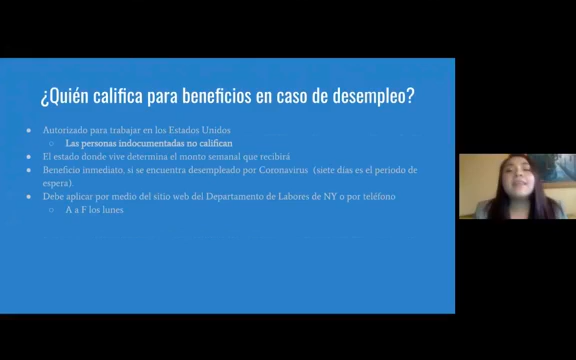 ¿Quién califica para beneficios en caso de desempleo?
● Autorizado para trabajar en los Estados Unidos
○ Las personas indocumentadas no califican
● El estado donde vive determina el monto semanal que recibirá
● Beneficio inmediato, si se encuentra desempleado por Coronavirus (siete días es el periodo de
espera).
● Debe aplicar por medio del sitio web del Departamento de Labores de NY o por teléfono
○ A a F los lunes